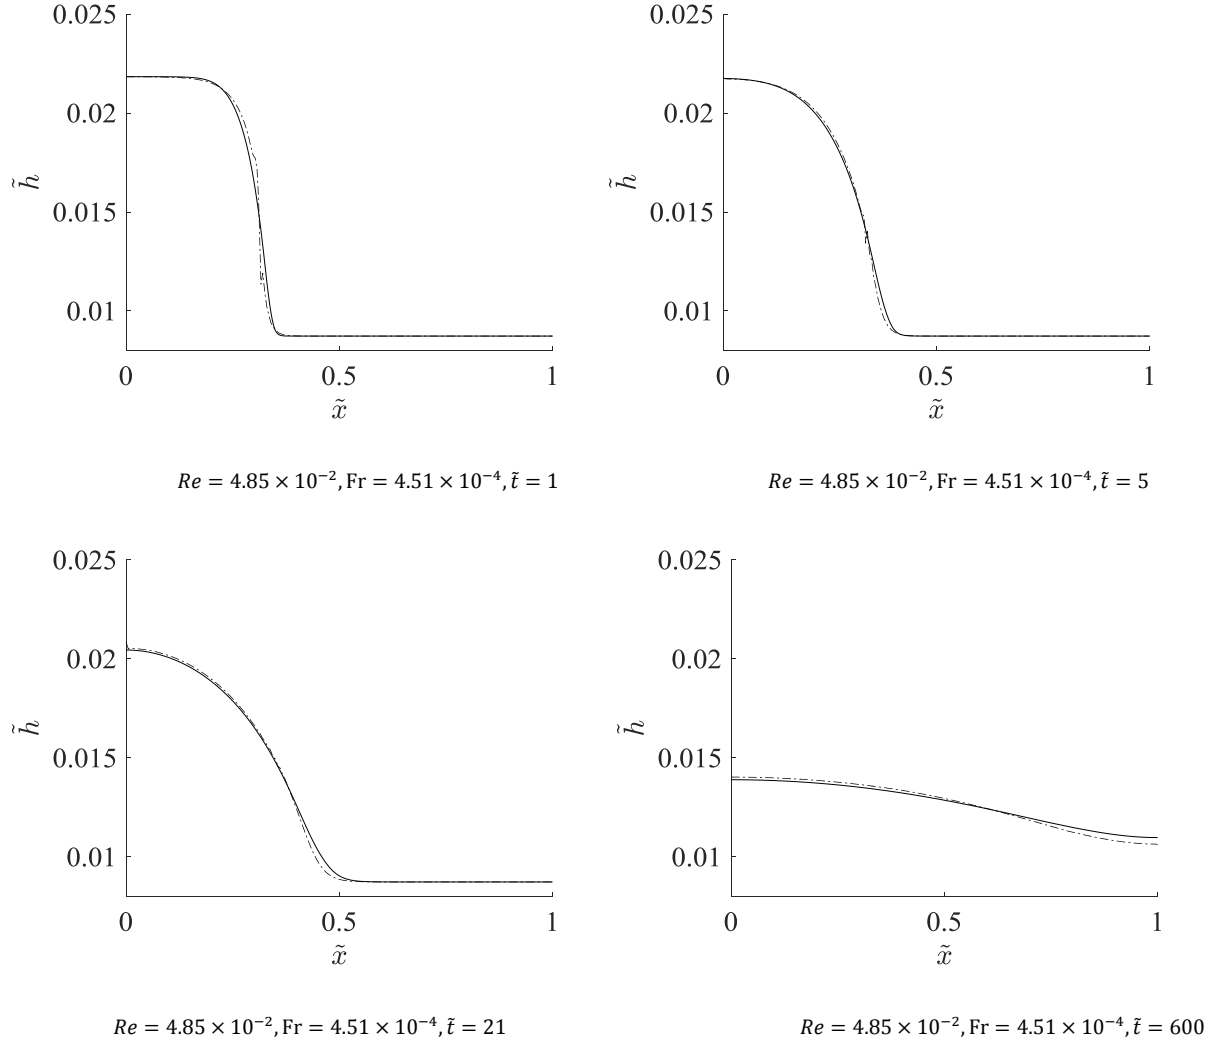 0.025
0.02
0.015
0.01
h̃
0 0.5 1
x̃
Re = 4.85 × 10⁻², Fr = 4.51 × 10⁻⁴, t̃ = 1
0.025
0.02
0.015
0.01
h̃
0 0.5 1
x̃
Re = 4.85 × 10⁻², Fr = 4.51 × 10⁻⁴, t̃ = 5
0.025
0.02
0.015
0.01
h̃
0 0.5 1
x̃
Re = 4.85 × 10⁻², Fr = 4.51 × 10⁻⁴, t̃ = 21
0.025
0.02
0.015
0.01
h̃
0 0.5 1
x̃
Re = 4.85 × 10⁻², Fr = 4.51 × 10⁻⁴, t̃ = 600